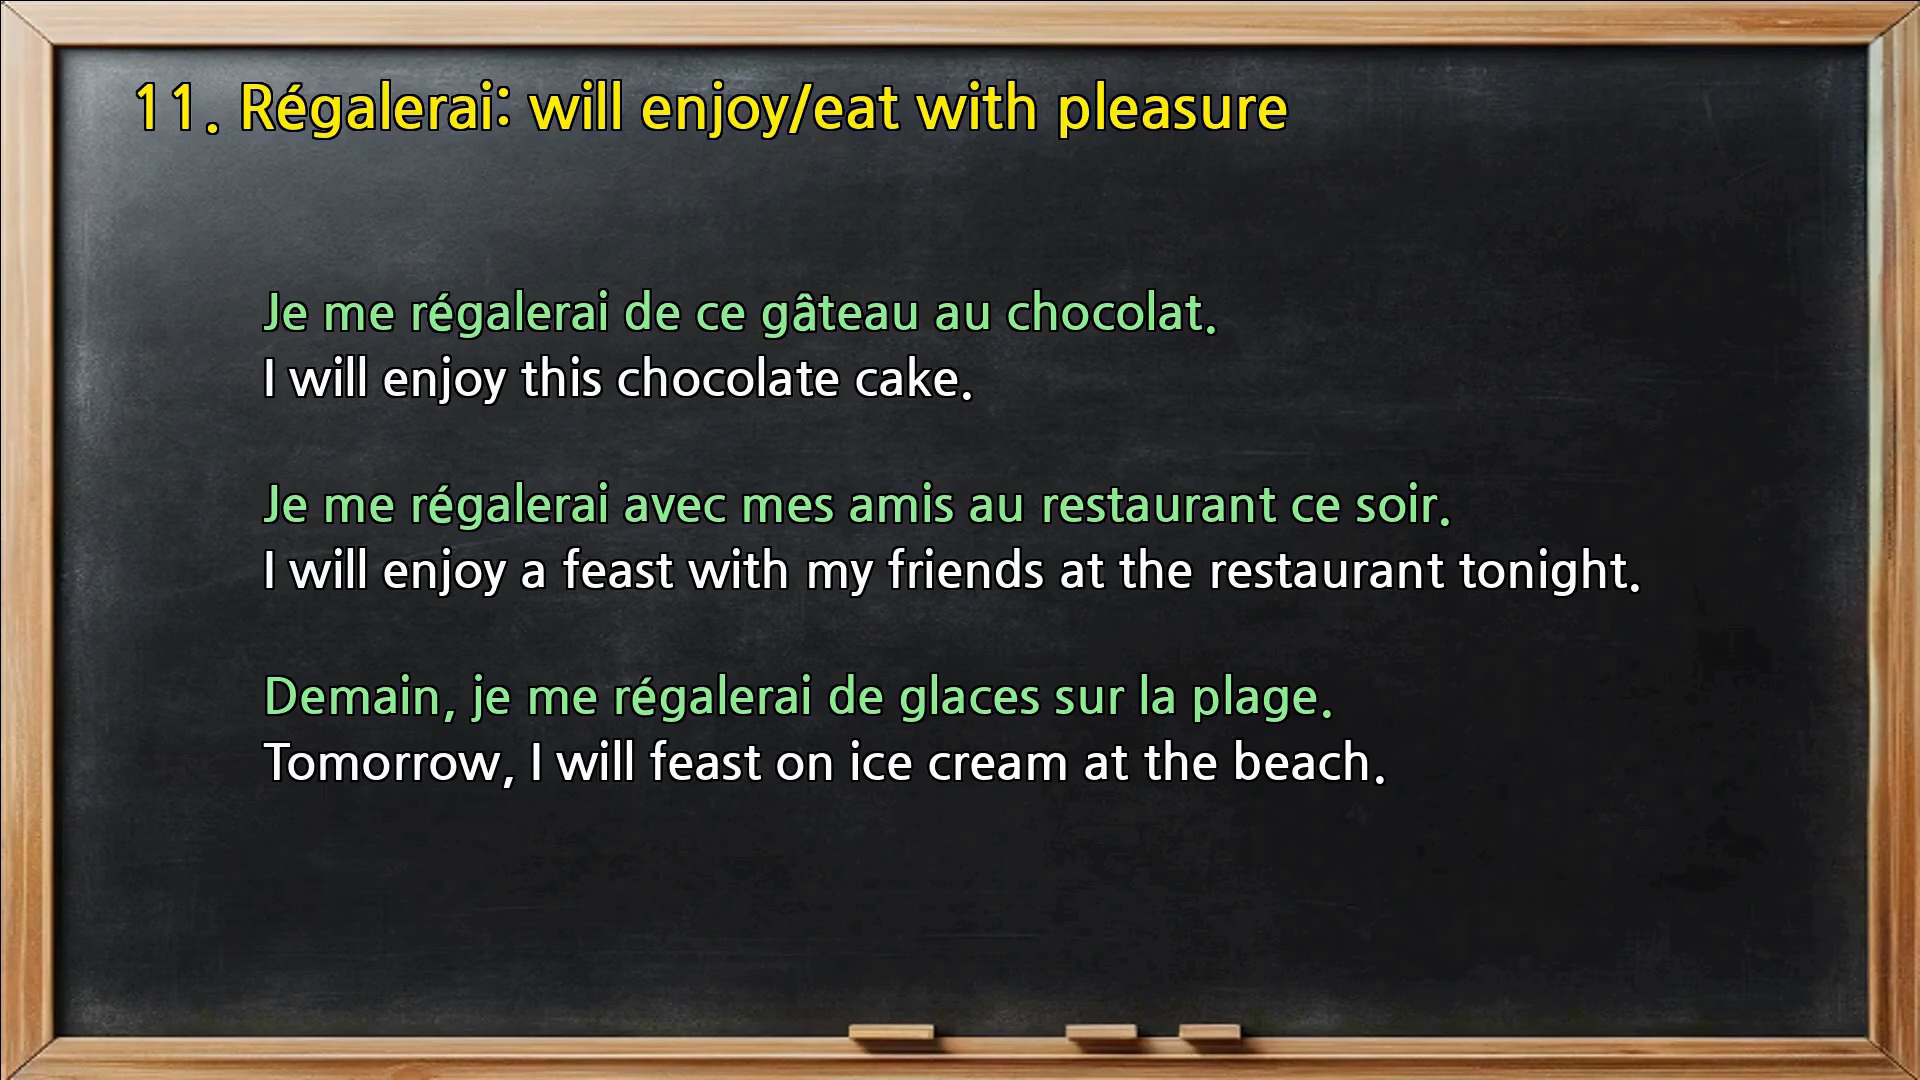 11. Régalerai: will enjoy/eat with pleasure
Je me régalerai de ce gâteau au chocolat.
I will enjoy this chocolate cake.
Je me régalerai avec mes amis au restaurant ce soir.
I will enjoy a feast with my friends at the restaurant tonight.
Demain, je me régalerai de glaces sur la plage.
Tomorrow, I will feast on ice cream at the beach.